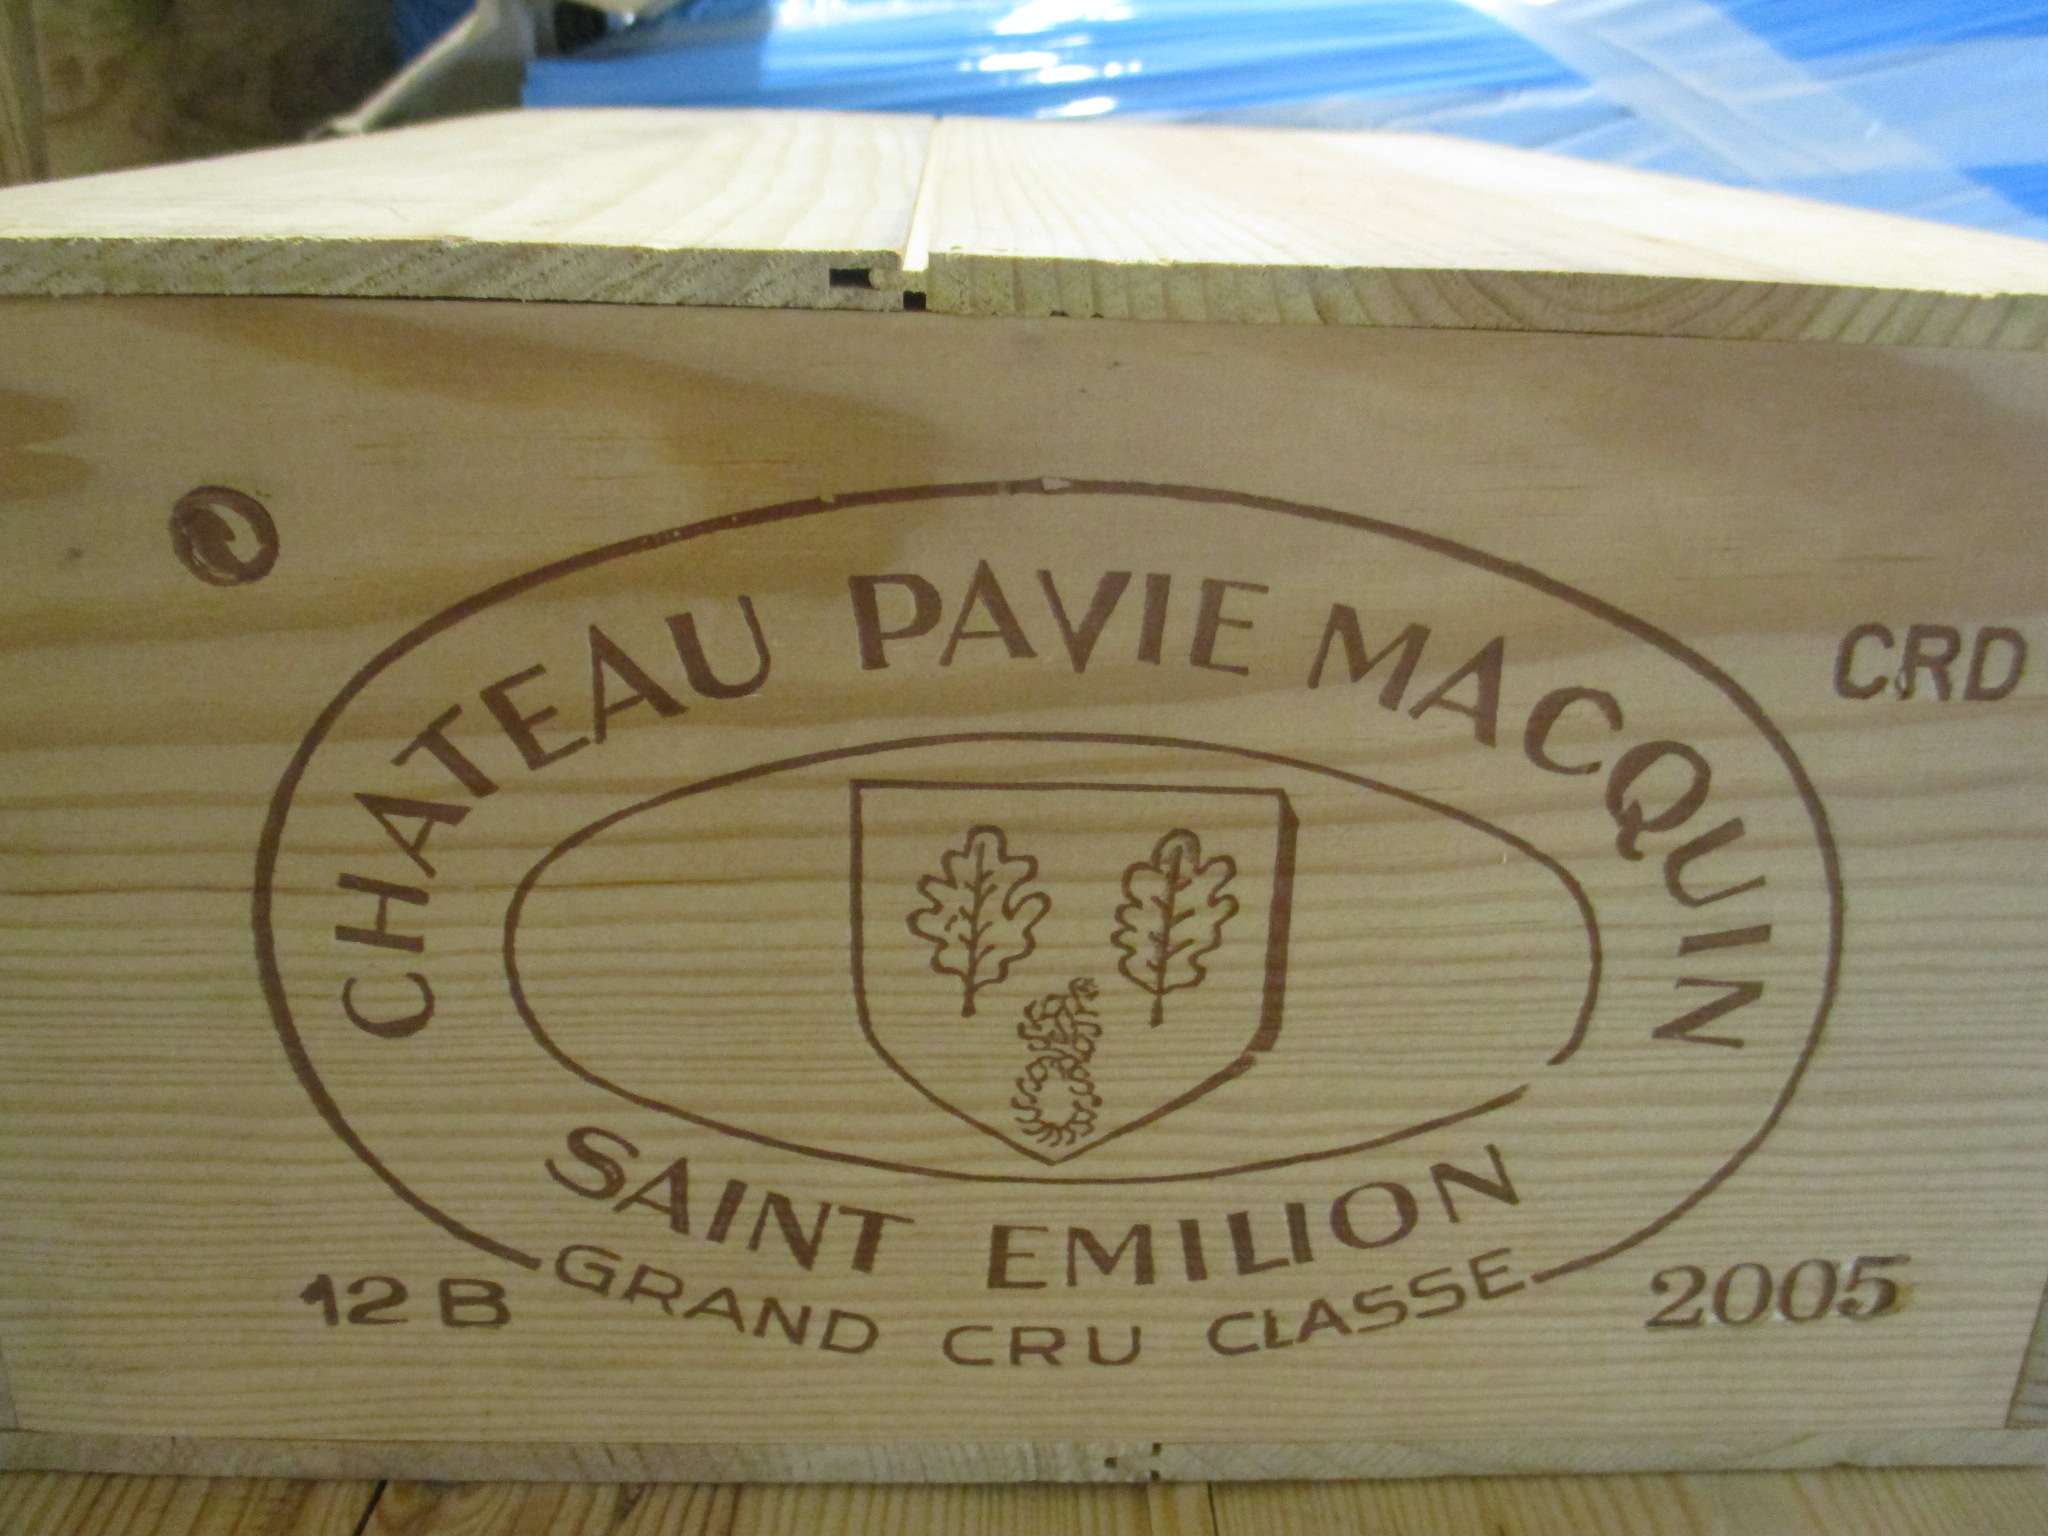 CHATEAU PAVIE MACQUIN
CRD
SAINT EMILION
12 B
GRAND CRU CLASSE
2005